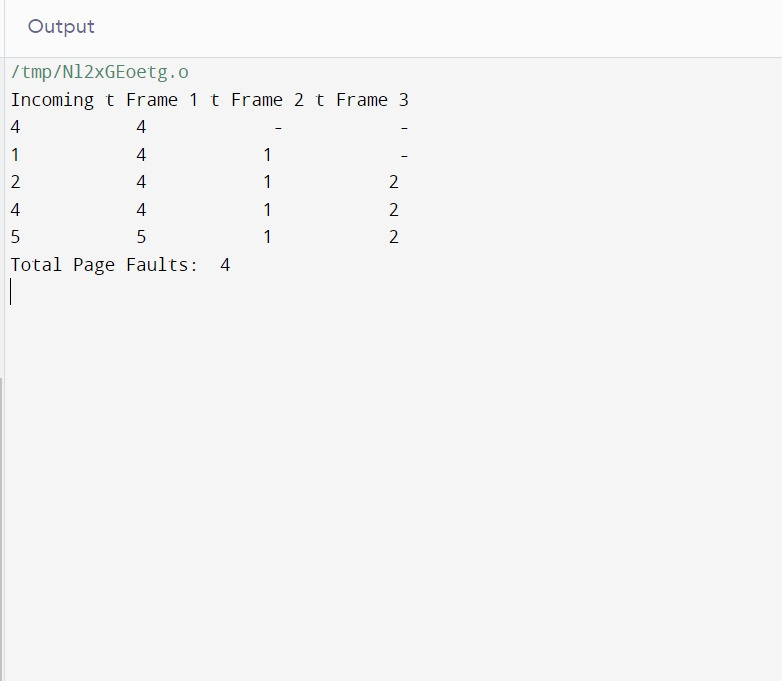 Output
/tmp/Nl2xGEoetg.o
Incoming t Frame 1 t Frame 2 t Frame 3
4 4 - -
1 4 1 -
2 4 1 2
4 4 1 2
5 5 1 2
Total Page Faults: 4